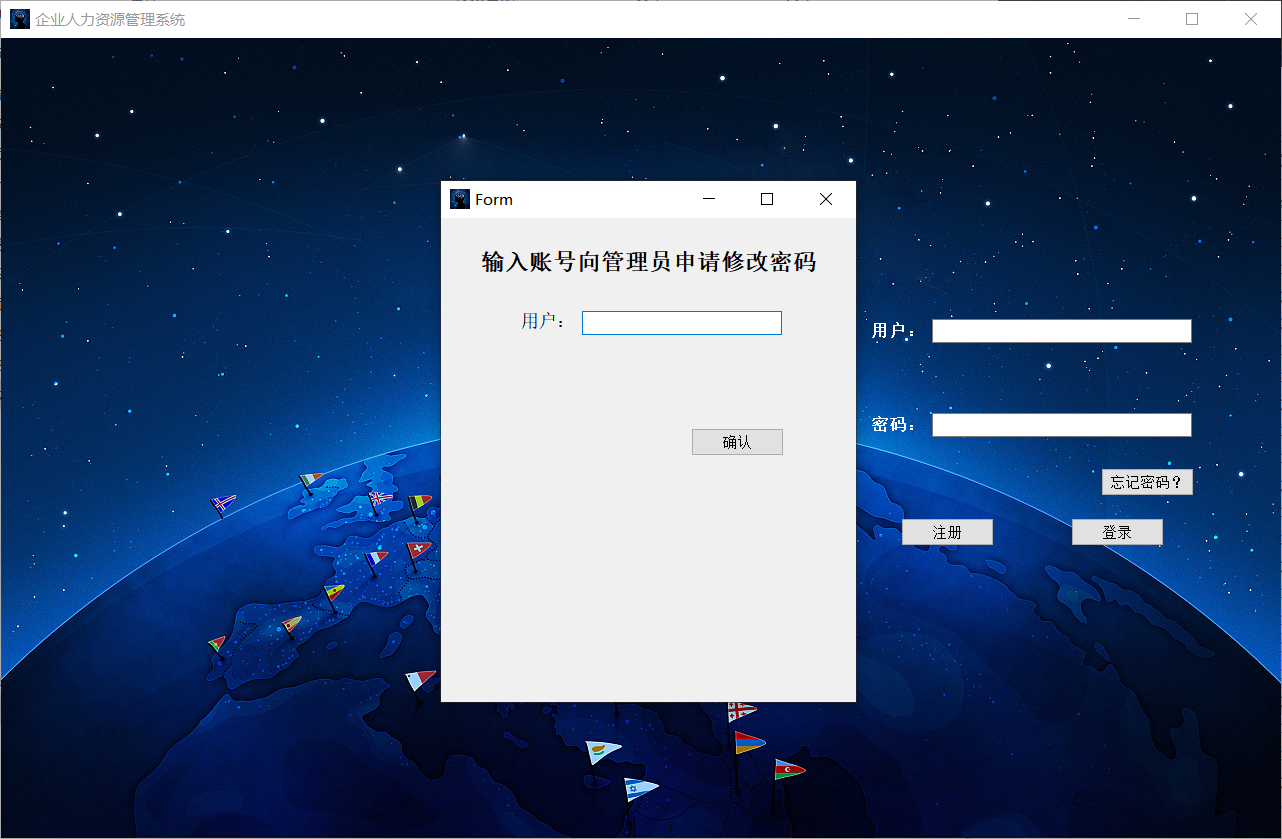 企业人力资源管理系统
Form
输入账号向管理员申请修改密码
用户：
确认
用户：
密码：
忘记密码？
注册
登录